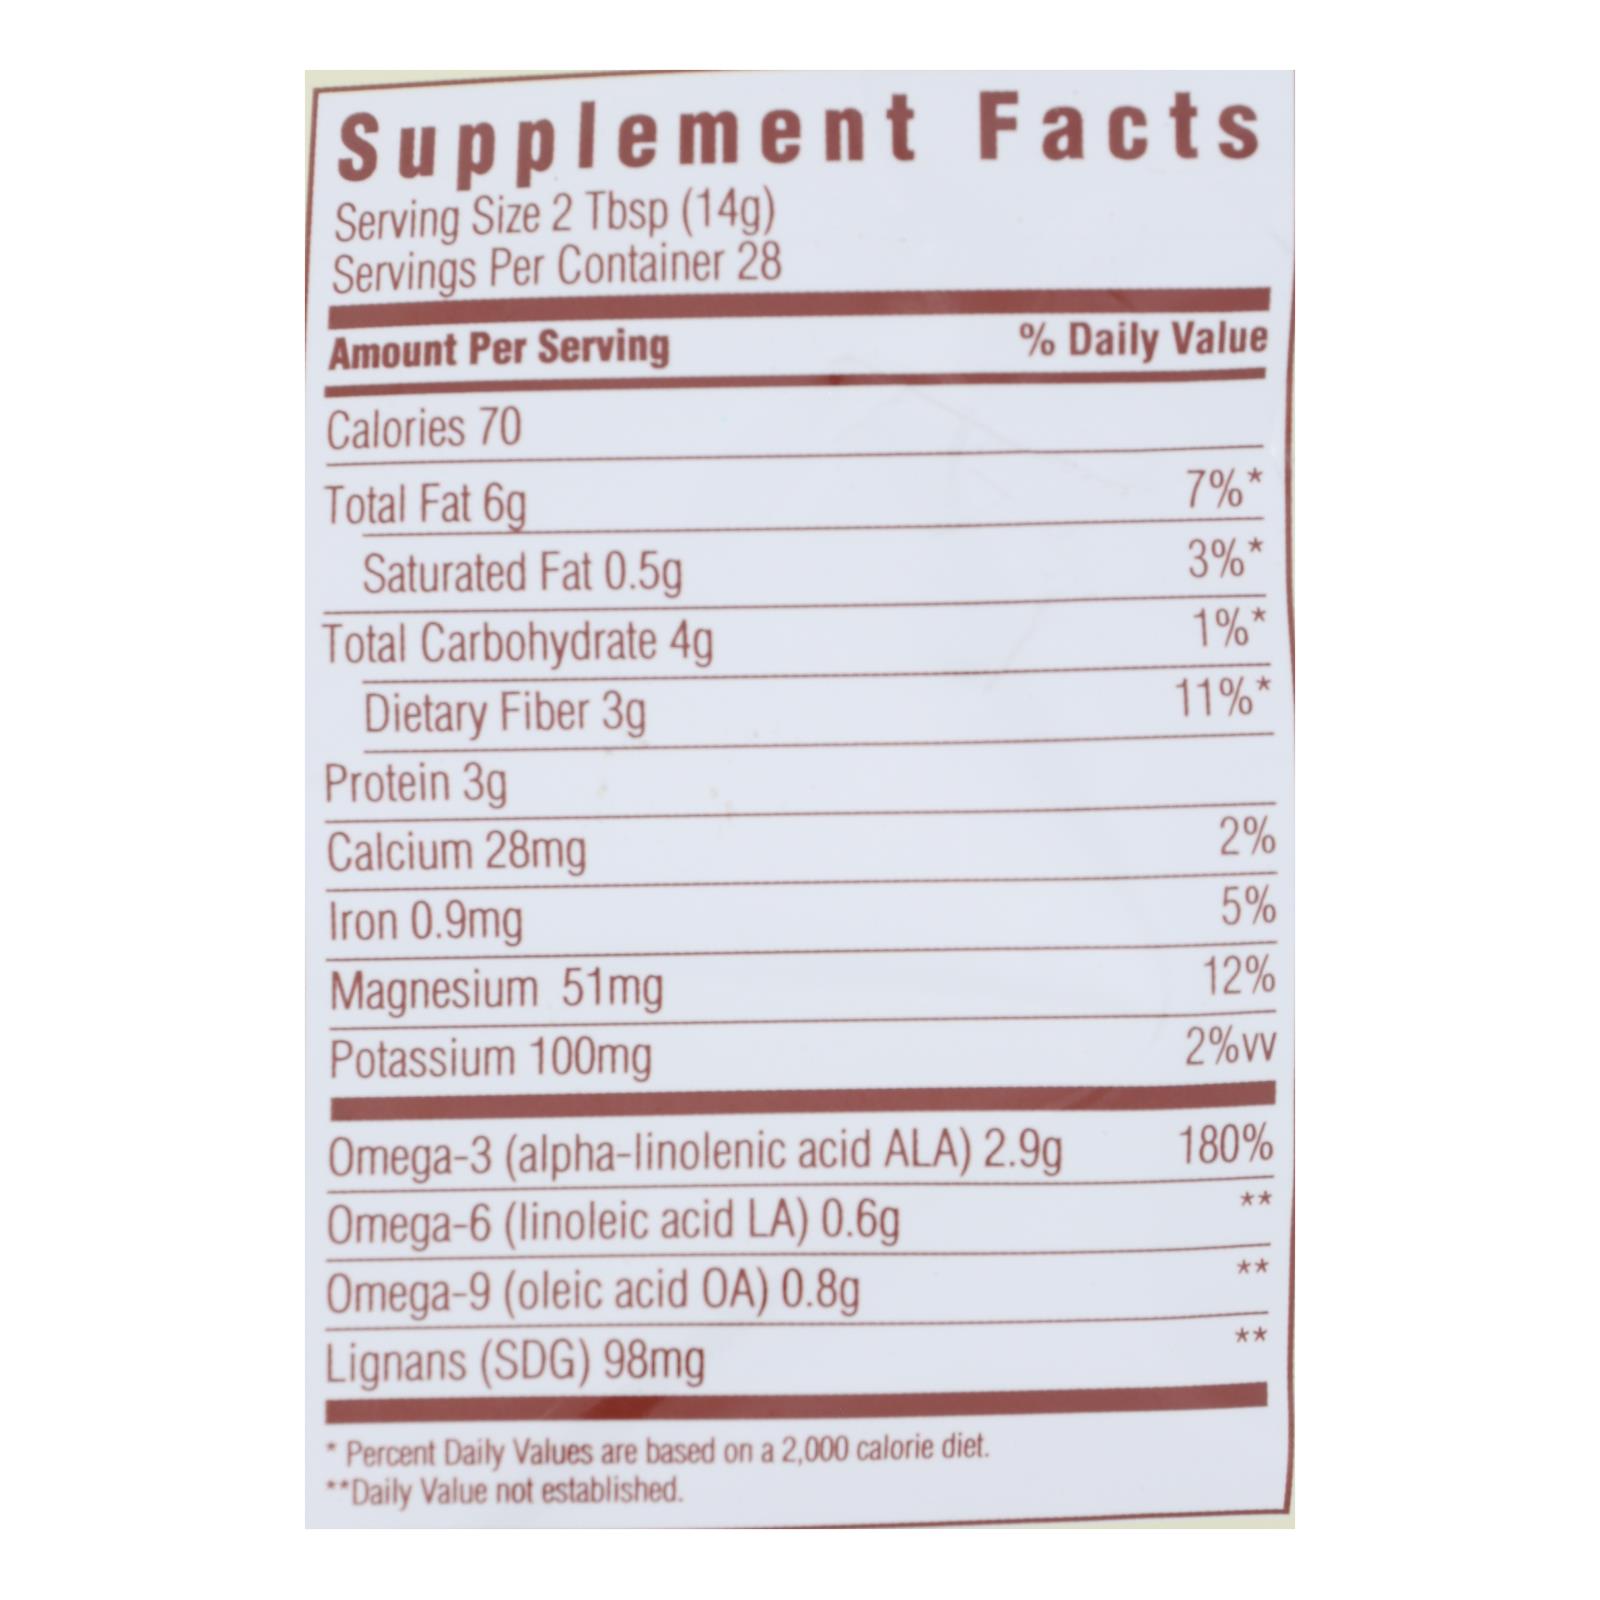 Supplement Facts
Serving Size 2 Tbsp (14g)
Servings Per Container 28
Amount Per Serving % Daily Value
Calories 70
Total Fat 6g 7%*
Saturated Fat 0.5g 3%*
Total Carbohydrate 4g 1%*
Dietary Fiber 3g 11%*
Protein 3g
Calcium 28mg 2%
Iron 0.9mg 5%
Magnesium 51mg 12%
Potassium 100mg 2%vv
Omega-3 (alpha-linolenic acid ALA) 2.9g 180%
Omega-6 (linoleic acid LA) 0.6g **
Omega-9 (oleic acid OA) 0.8g **
Lignans (SDG) 98mg **
* Percent Daily Values are based on a 2,000 calorie diet.
**Daily Value not established.